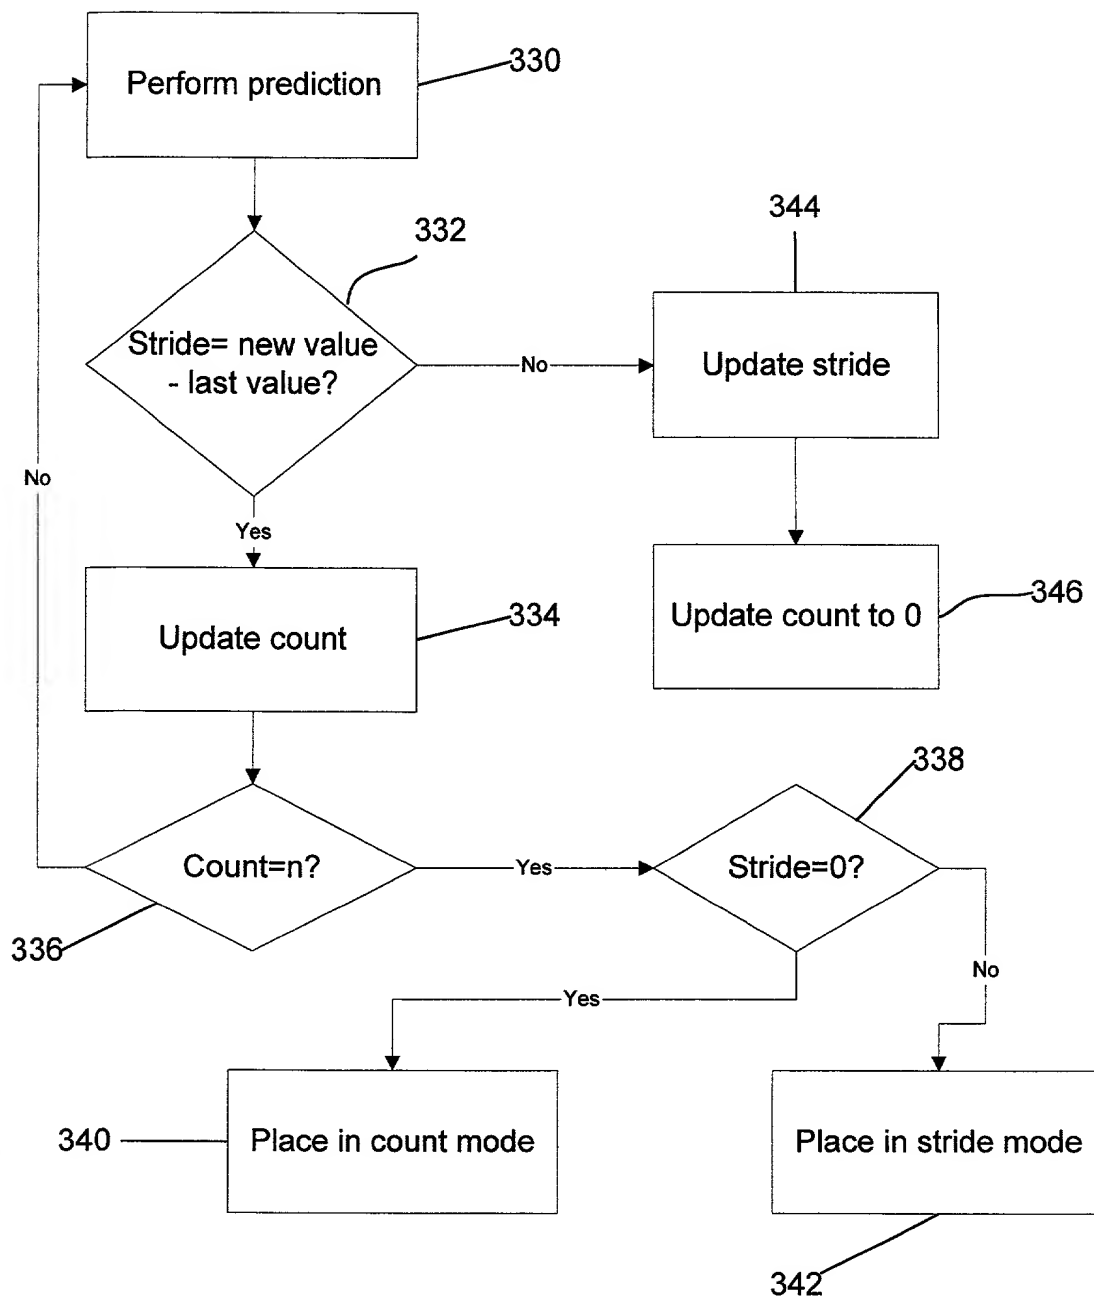 Perform prediction
330
332
344
Stride= new value
- last value?
No
Update stride
No
Yes
Update count
334
Update count to 0
346
338
Count=n?
Yes
Stride=0?
336
No
Yes
340
Place in count mode
Place in stride mode
342